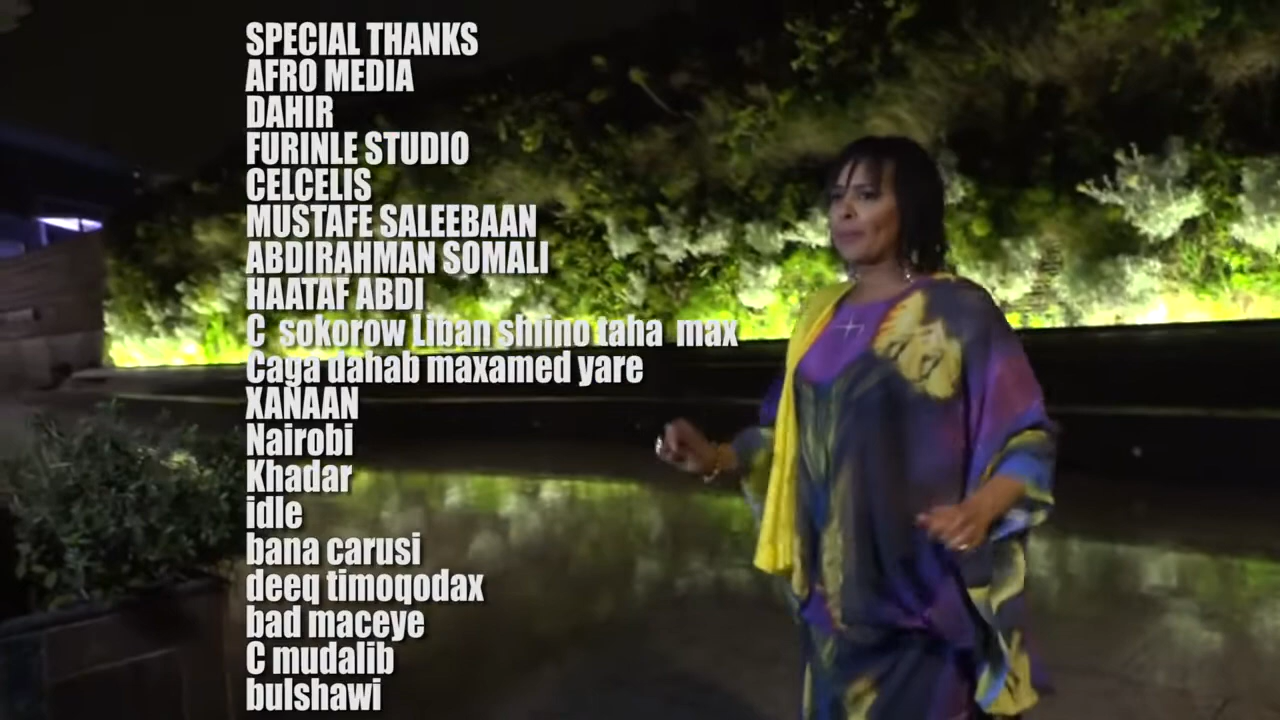 SPECIAL THANKS
AFRO MEDIA
DAHIR
FURINLE STUDIO
CELCELIS
MUSTAFE SALEEBAAN
ABDIRAHMAN SOMALI
HAATAF ABDI
C sokorow Liban shiino taha max
Caga dahab maxamed yare
XANAAN
Nairobi
Khadar
idle
bana carusi
deeq timoqodax
bad maceye
C mudalib
bulshawi